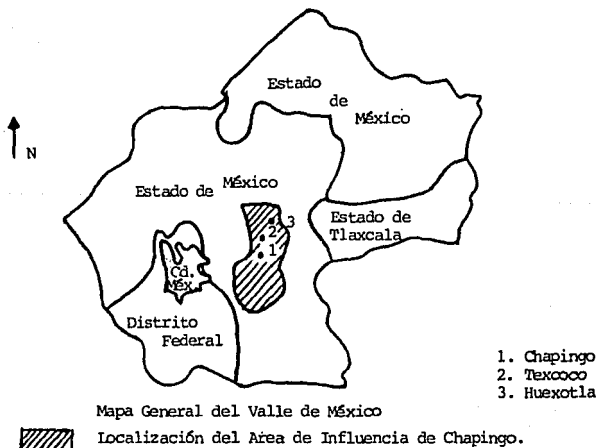 Estado
de
México
N
Estado de México
3
2
1
Estado de
Tlaxcala
Cd.
Méx.
Distrito
Federal
1. Chapingo
2. Texcoco
3. Huexotla
Mapa General del Valle de México
Localización del Area de Influencia de Chapingo.